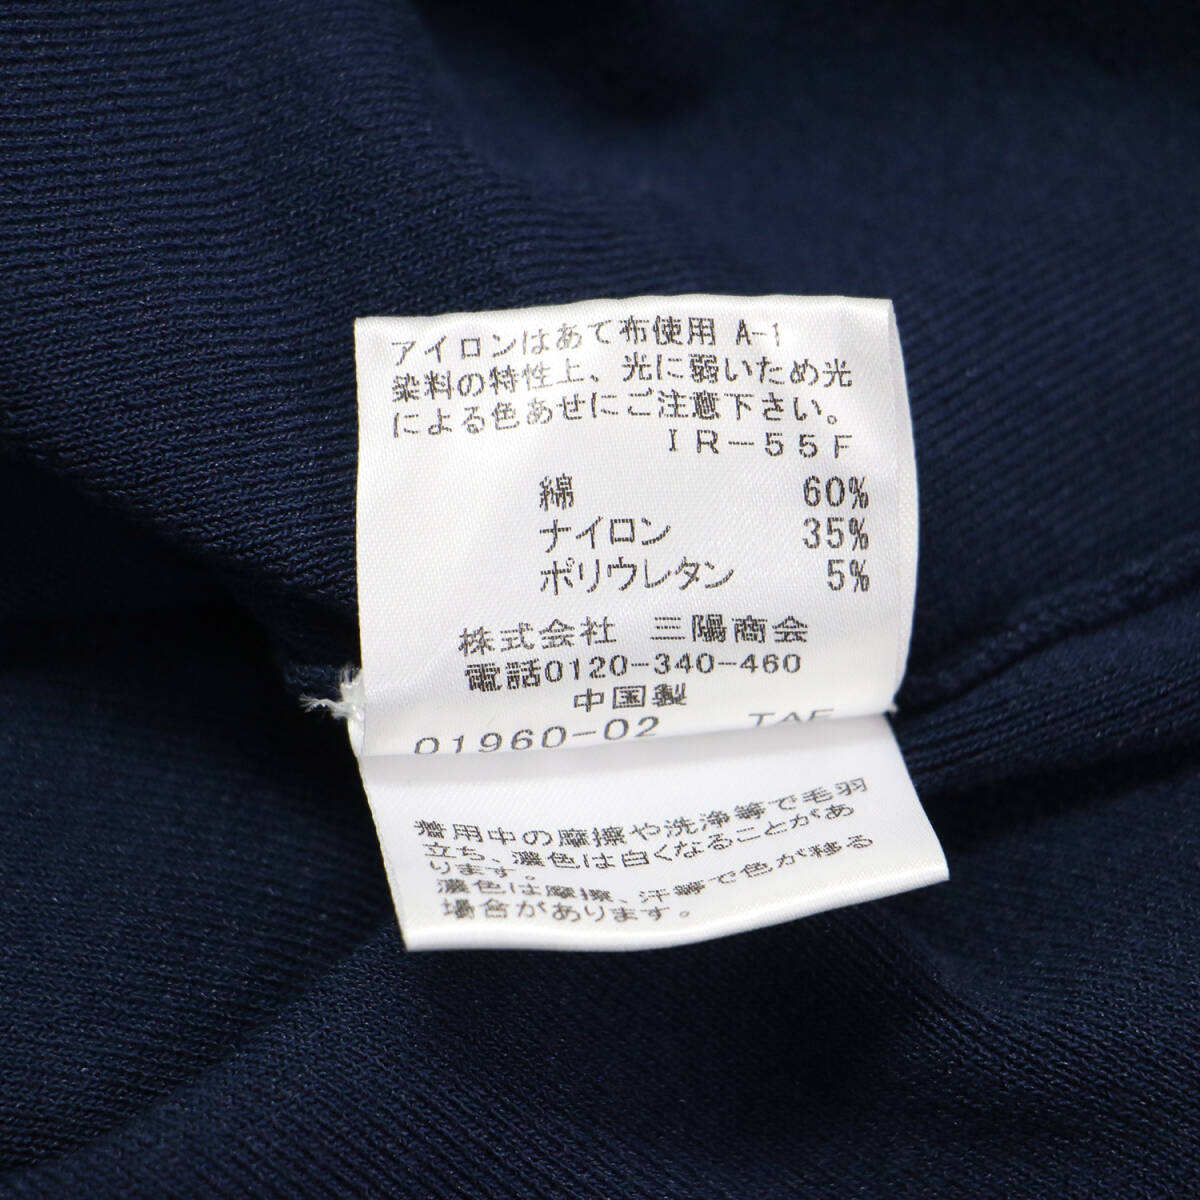 アイロンはあて布使用 A-1
染料の特性上、光に弱いため光
による色あせにご注意下さい。
IR-55F
綿 60%
ナイロン 35%
ポリウレタン 5%
株式会社 三陽商会
電話0120-340-460
中国製
01960-02
着用中の摩擦や洗浄等で毛羽
立ち、濃色は白くなることがあ
ります。
濃色は摩擦、汗等で色が移る
場合があります。